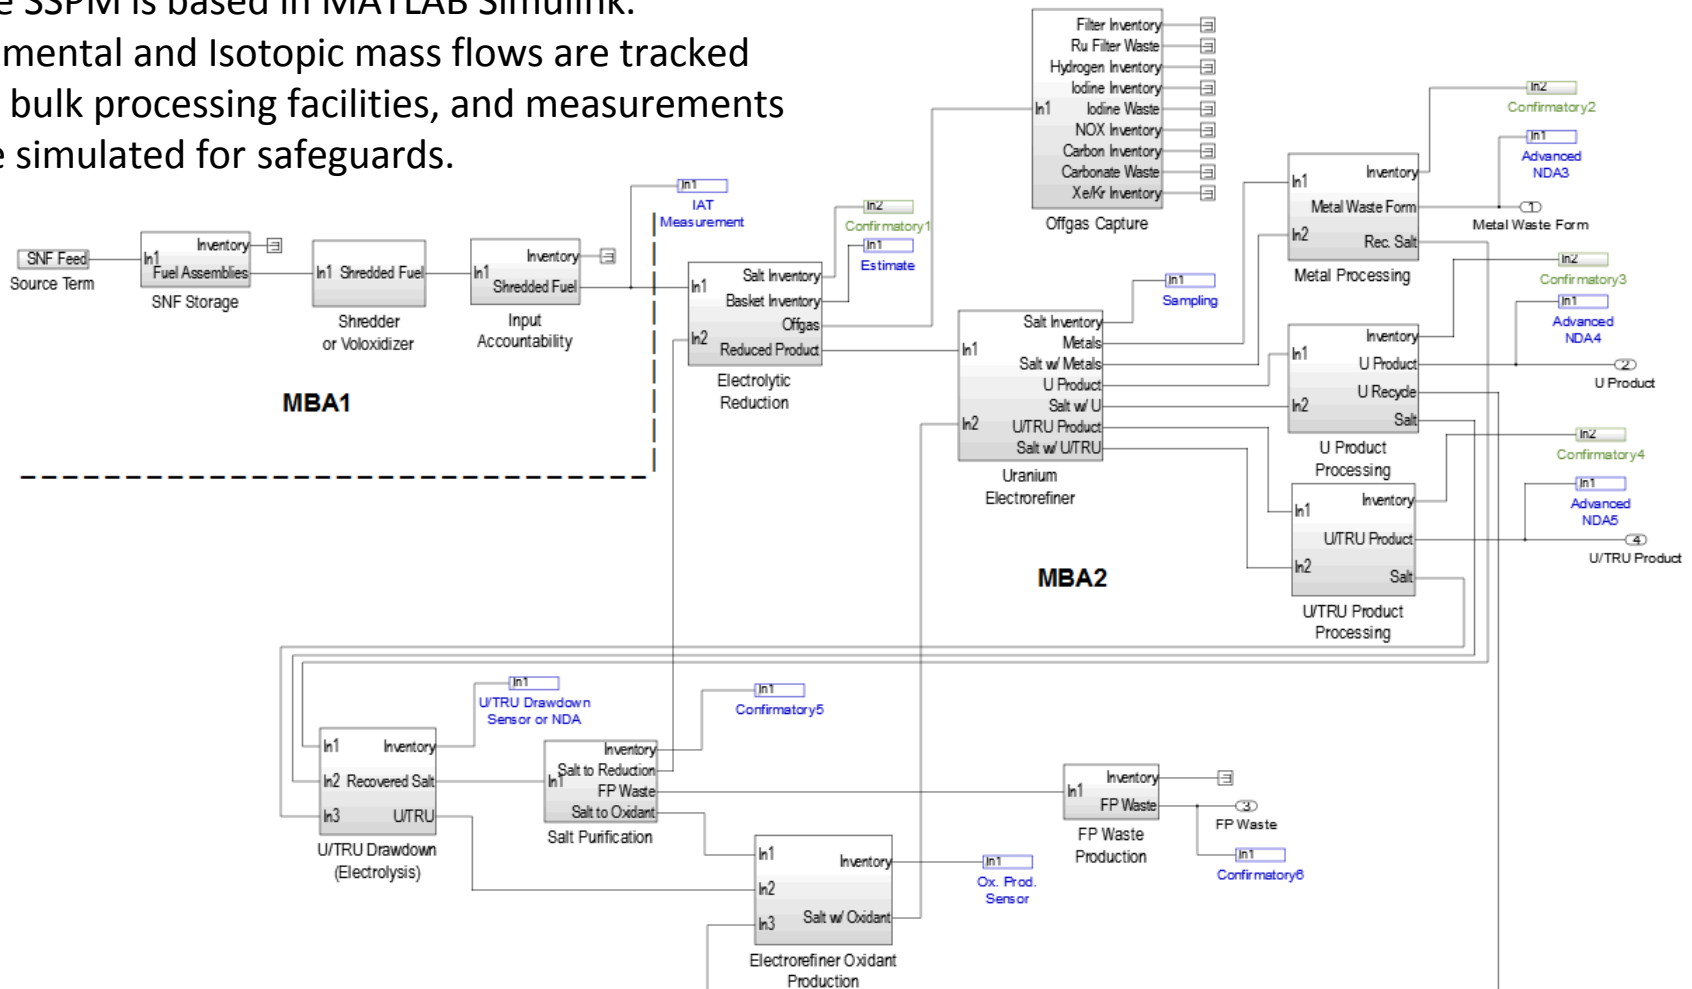 e SSPM is based in MATLAB Simulink.
mental and Isotopic mass flows are tracked
bulk processing facilities, and measurements
e simulated for safeguards.
SNF Feed
Source Term
In1
Inventory
Fuel Assemblies
SNF Storage
In1 Shredded Fuel
Shredder
or Voloxidizer
In1
Inventory
Shredded Fuel
Input
Accountability
In1
IAT
Measurement
MBA1
In1
In2
Salt Inventory
Basket Inventory
Offgas
Reduced Product
Electrolytic
Reduction
In2
Confirmatory1
In1
Estimate
In1
Filter Inventory
Ru Filter Waste
Hydrogen Inventory
Iodine Inventory
Iodine Waste
NOX Inventory
Carbon Inventory
Carbonate Waste
Xe/Kr Inventory
Offgas Capture
In1
In2
Salt Inventory
Metals
Salt w/ Metals
U Product
Salt w/ U
U/TRU Product
Salt w/ U/TRU
Uranium
Electrorefiner
In1
Sampling
In1
In2
Inventory
Metal Waste Form
Rec. Salt
Metal Processing
In2
Confirmatory2
In1
Advanced
NDA3
1
Metal Waste Form
In1
In2
Inventory
U Product
U Recycle
Salt
U Product
Processing
In2
Confirmatory3
In1
Advanced
NDA4
2
U Product
In1
In2
Inventory
U/TRU Product
Salt
U/TRU Product
Processing
In2
Confirmatory4
In1
Advanced
NDA5
4
U/TRU Product
MBA2
In1
In2
In3
Inventory
Recovered Salt
U/TRU
U/TRU Drawdown
(Electrolysis)
In1
U/TRU Drawdown
Sensor or NDA
In1
Inventory
Salt to Reduction
FP Waste
Salt to Oxidant
Salt Purification
In1
Confirmatory5
In1
In2
In3
Inventory
Salt w/ Oxidant
Electrorefiner Oxidant
Production
In1
Ox. Prod.
Sensor
In1
Inventory
FP Waste
FP Waste
Production
3
FP Waste
In1
Confirmatory6